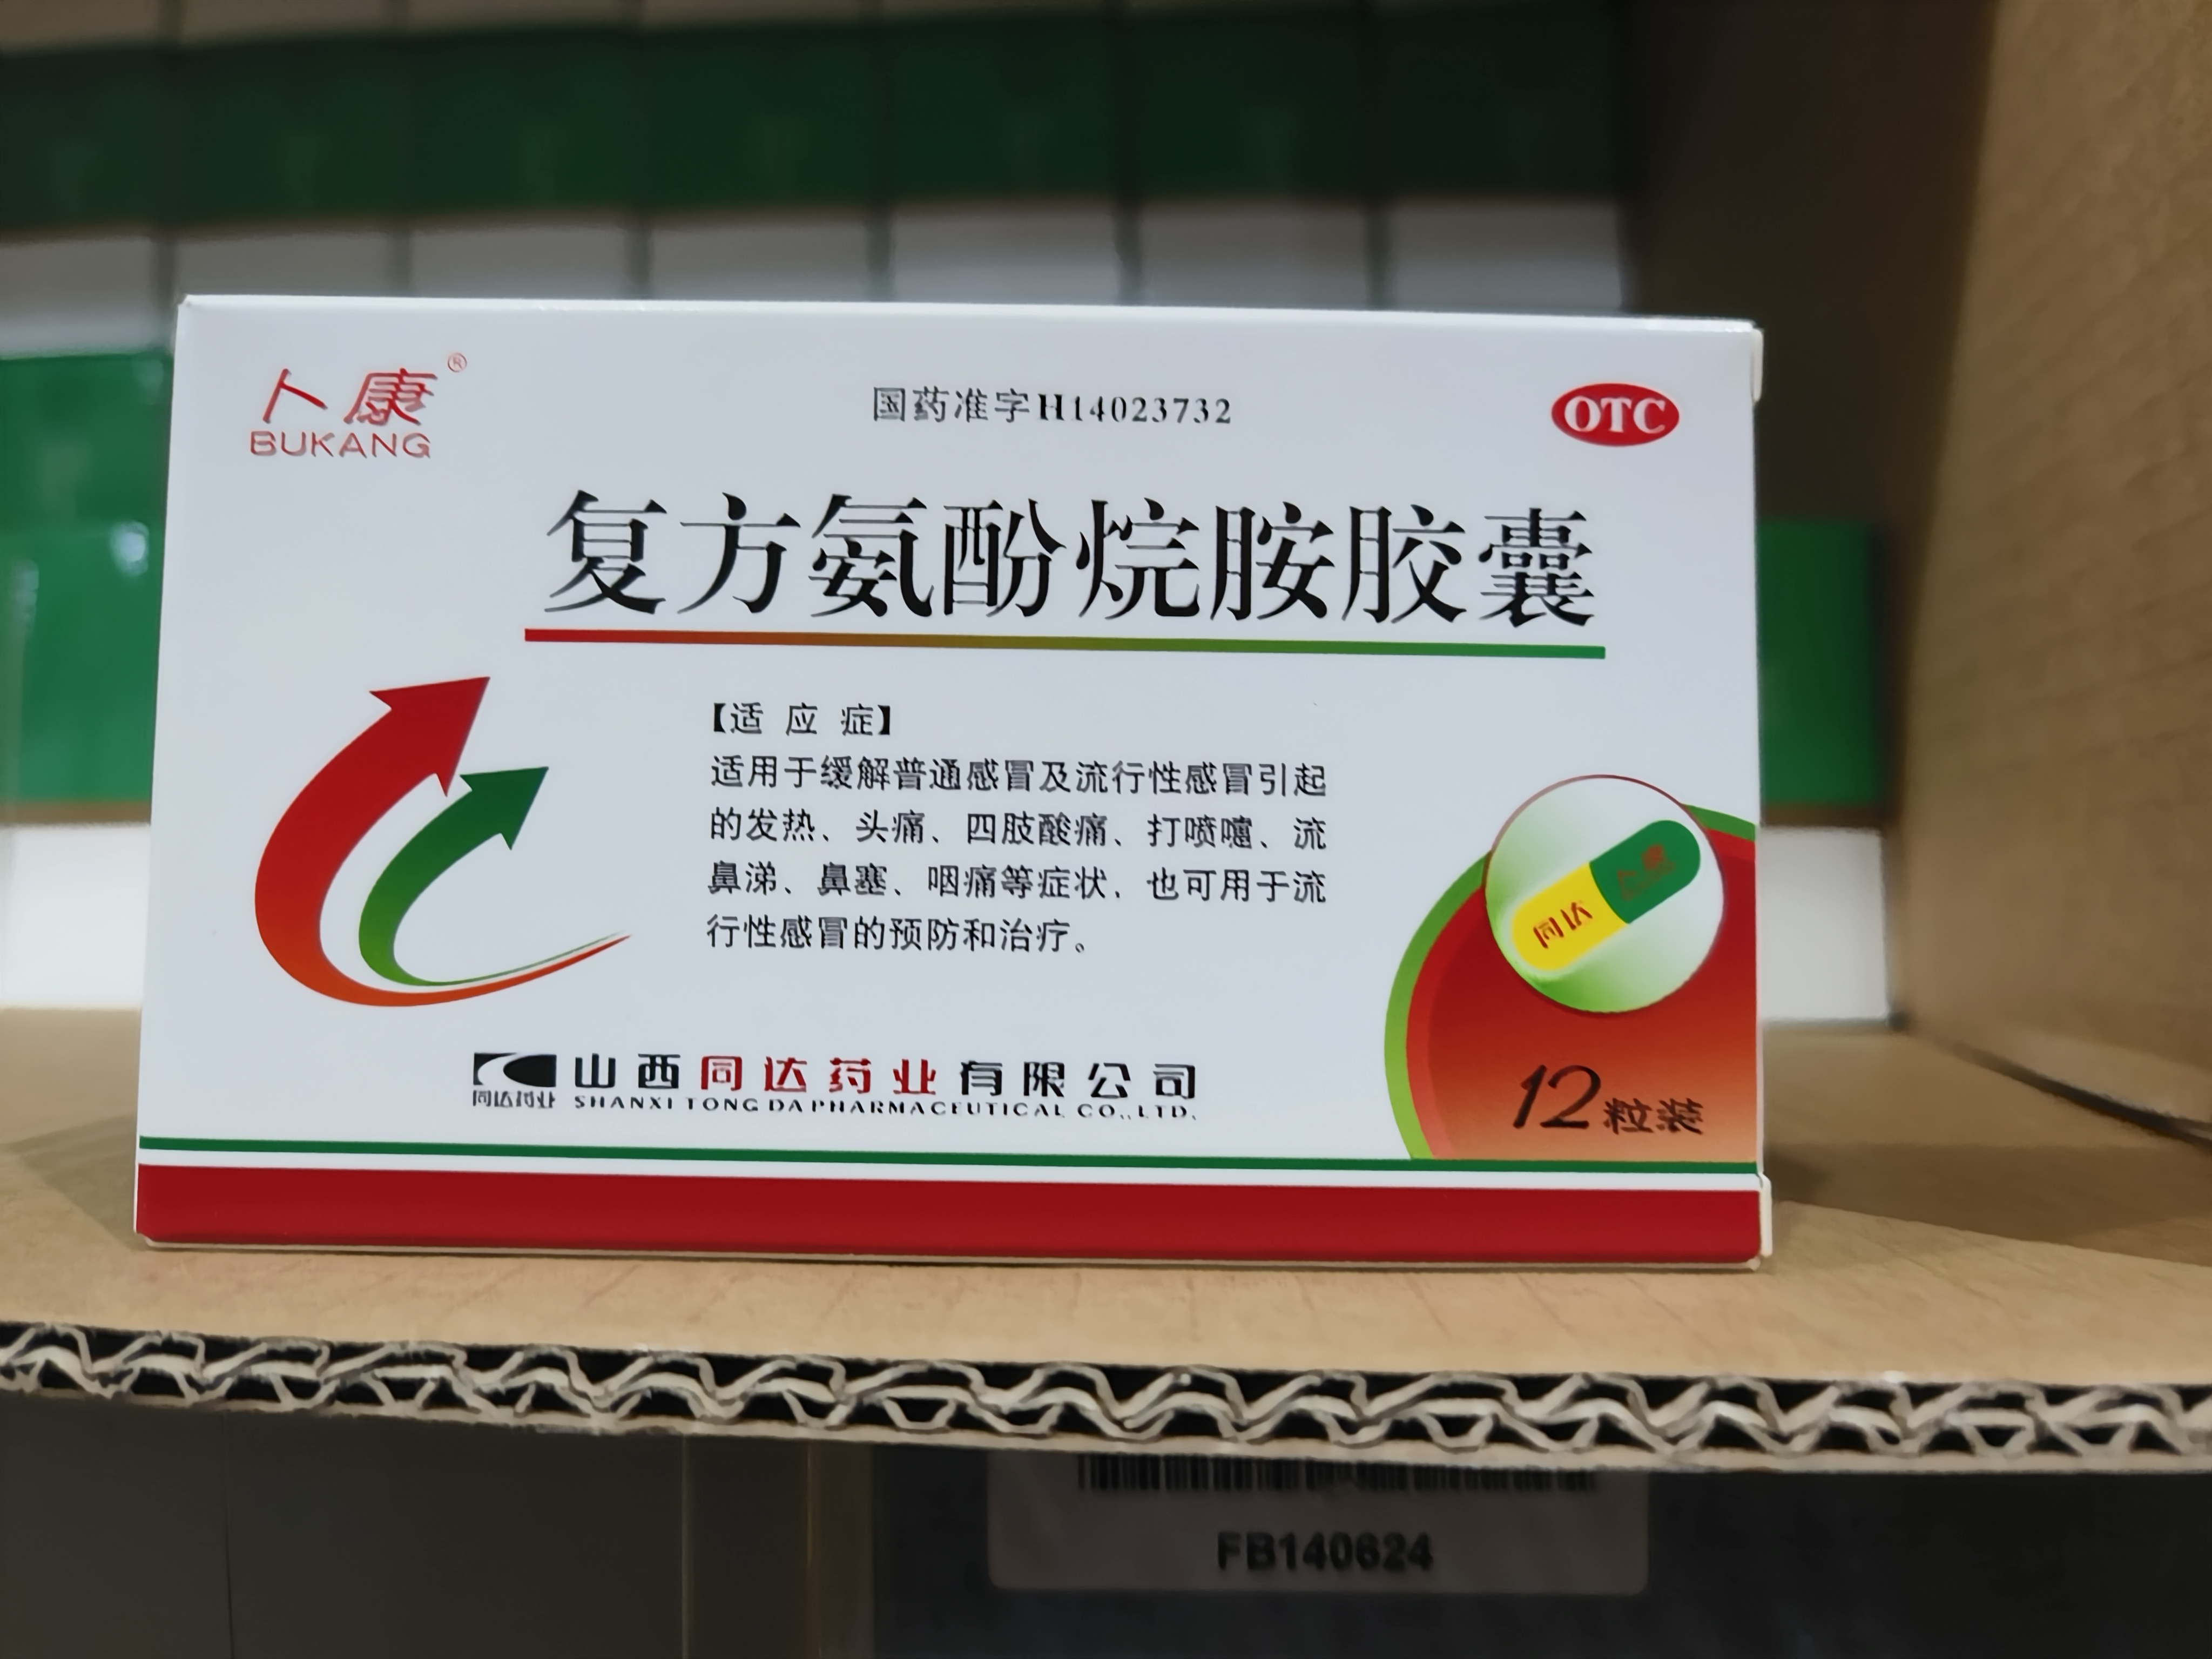 卜康®
BUKANG
国药准字H14023732
OTC
复方氨酚烷胺胶囊
【适 应 症】
适用于缓解普通感冒及流行性感冒引起
的发热、头痛、四肢酸痛、打喷嚏、流
鼻涕、鼻塞、咽痛等症状，也可用于流
行性感冒的预防和治疗。
卜康
同达
12粒装
同达药业
山西同达药业有限公司
SHANXI TONG DA PHARMACEUTICAL CO.,LTD.
FB140624